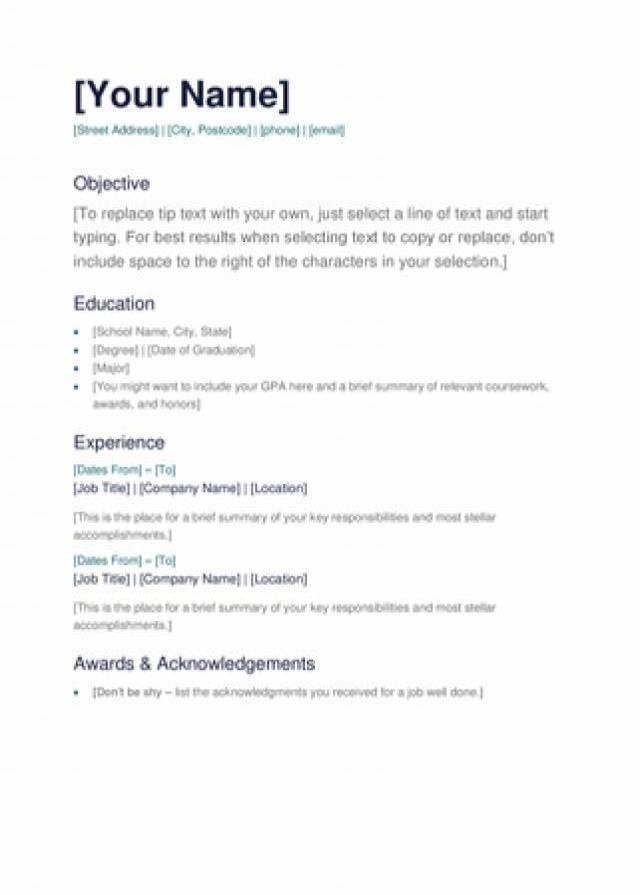 [Your Name]
[Street Address] | [City, Postcode] | [phone] | [email]
Objective
[To replace tip text with your own, just select a line of text and start
typing. For best results when selecting text to copy or replace, don't
include space to the right of the characters in your selection.]
Education
[School Name, City, State]
[Degree] | [Date of Graduation]
[Major]
[You might want to include your GPA here and a brief summary of relevant coursework,
awards, and honors]
Experience
[Dates From] – [To]
[Job Title] | [Company Name] | [Location]
[This is the place for a brief summary of your key responsibilities and most stellar
accomplishments.]
[Dates From] – [To]
[Job Title] | [Company Name] | [Location]
[This is the place for a brief summary of your key responsibilities and most stellar
accomplishments.]
Awards & Acknowledgements
[Don't be shy – list the acknowledgments you received for a job well done.]